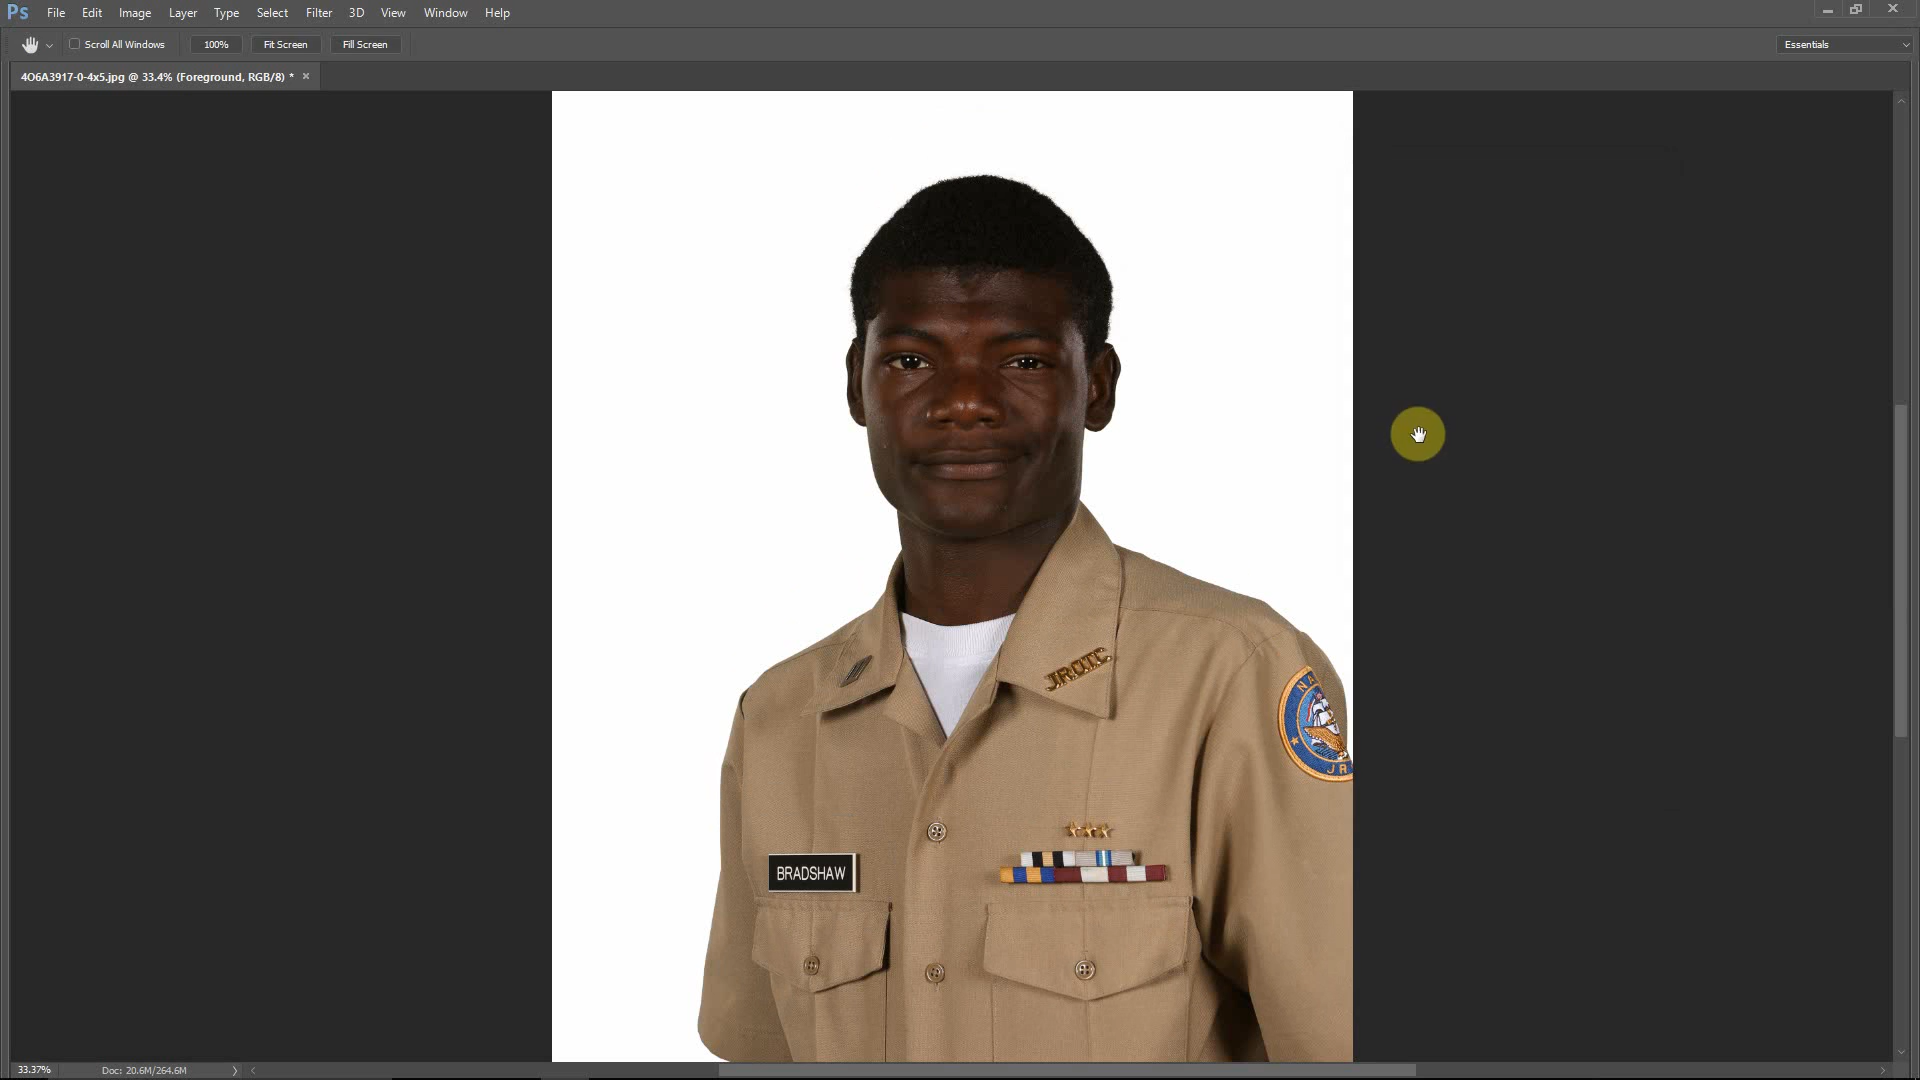 Ps File Edit Image Layer Type Select Filter 3D View Window Help
Scroll All Windows 100% Fit Screen Fill Screen Essentials
4O6A3917-0-4x5.jpg @ 33.4% (Foreground, RGB/8) *
JROTC
NA
JR
BRADSHAW
33.37% Doc: 20.6M/264.6M